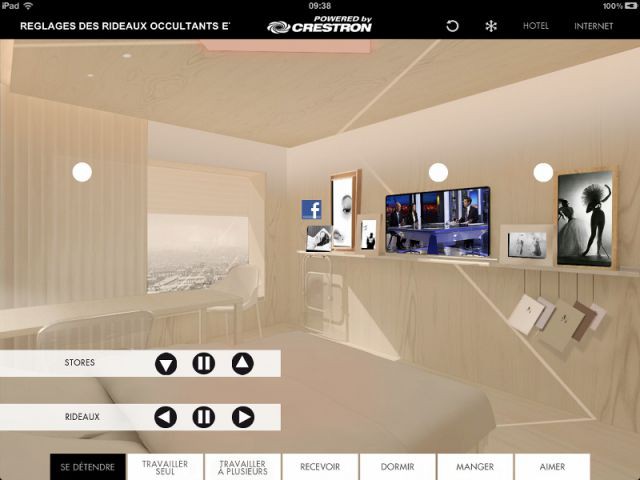 iPad 09:38 100%
REGLAGES DES RIDEAUX OCCULTANTS E
POWERED by
CRESTRON
HOTEL INTERNET
f
STORES
RIDEAUX
SE DÉTENDRE
TRAVAILLER
SEUL
TRAVAILLER
À PLUSIEURS
RECEVOIR
DORMIR
MANGER
AIMER